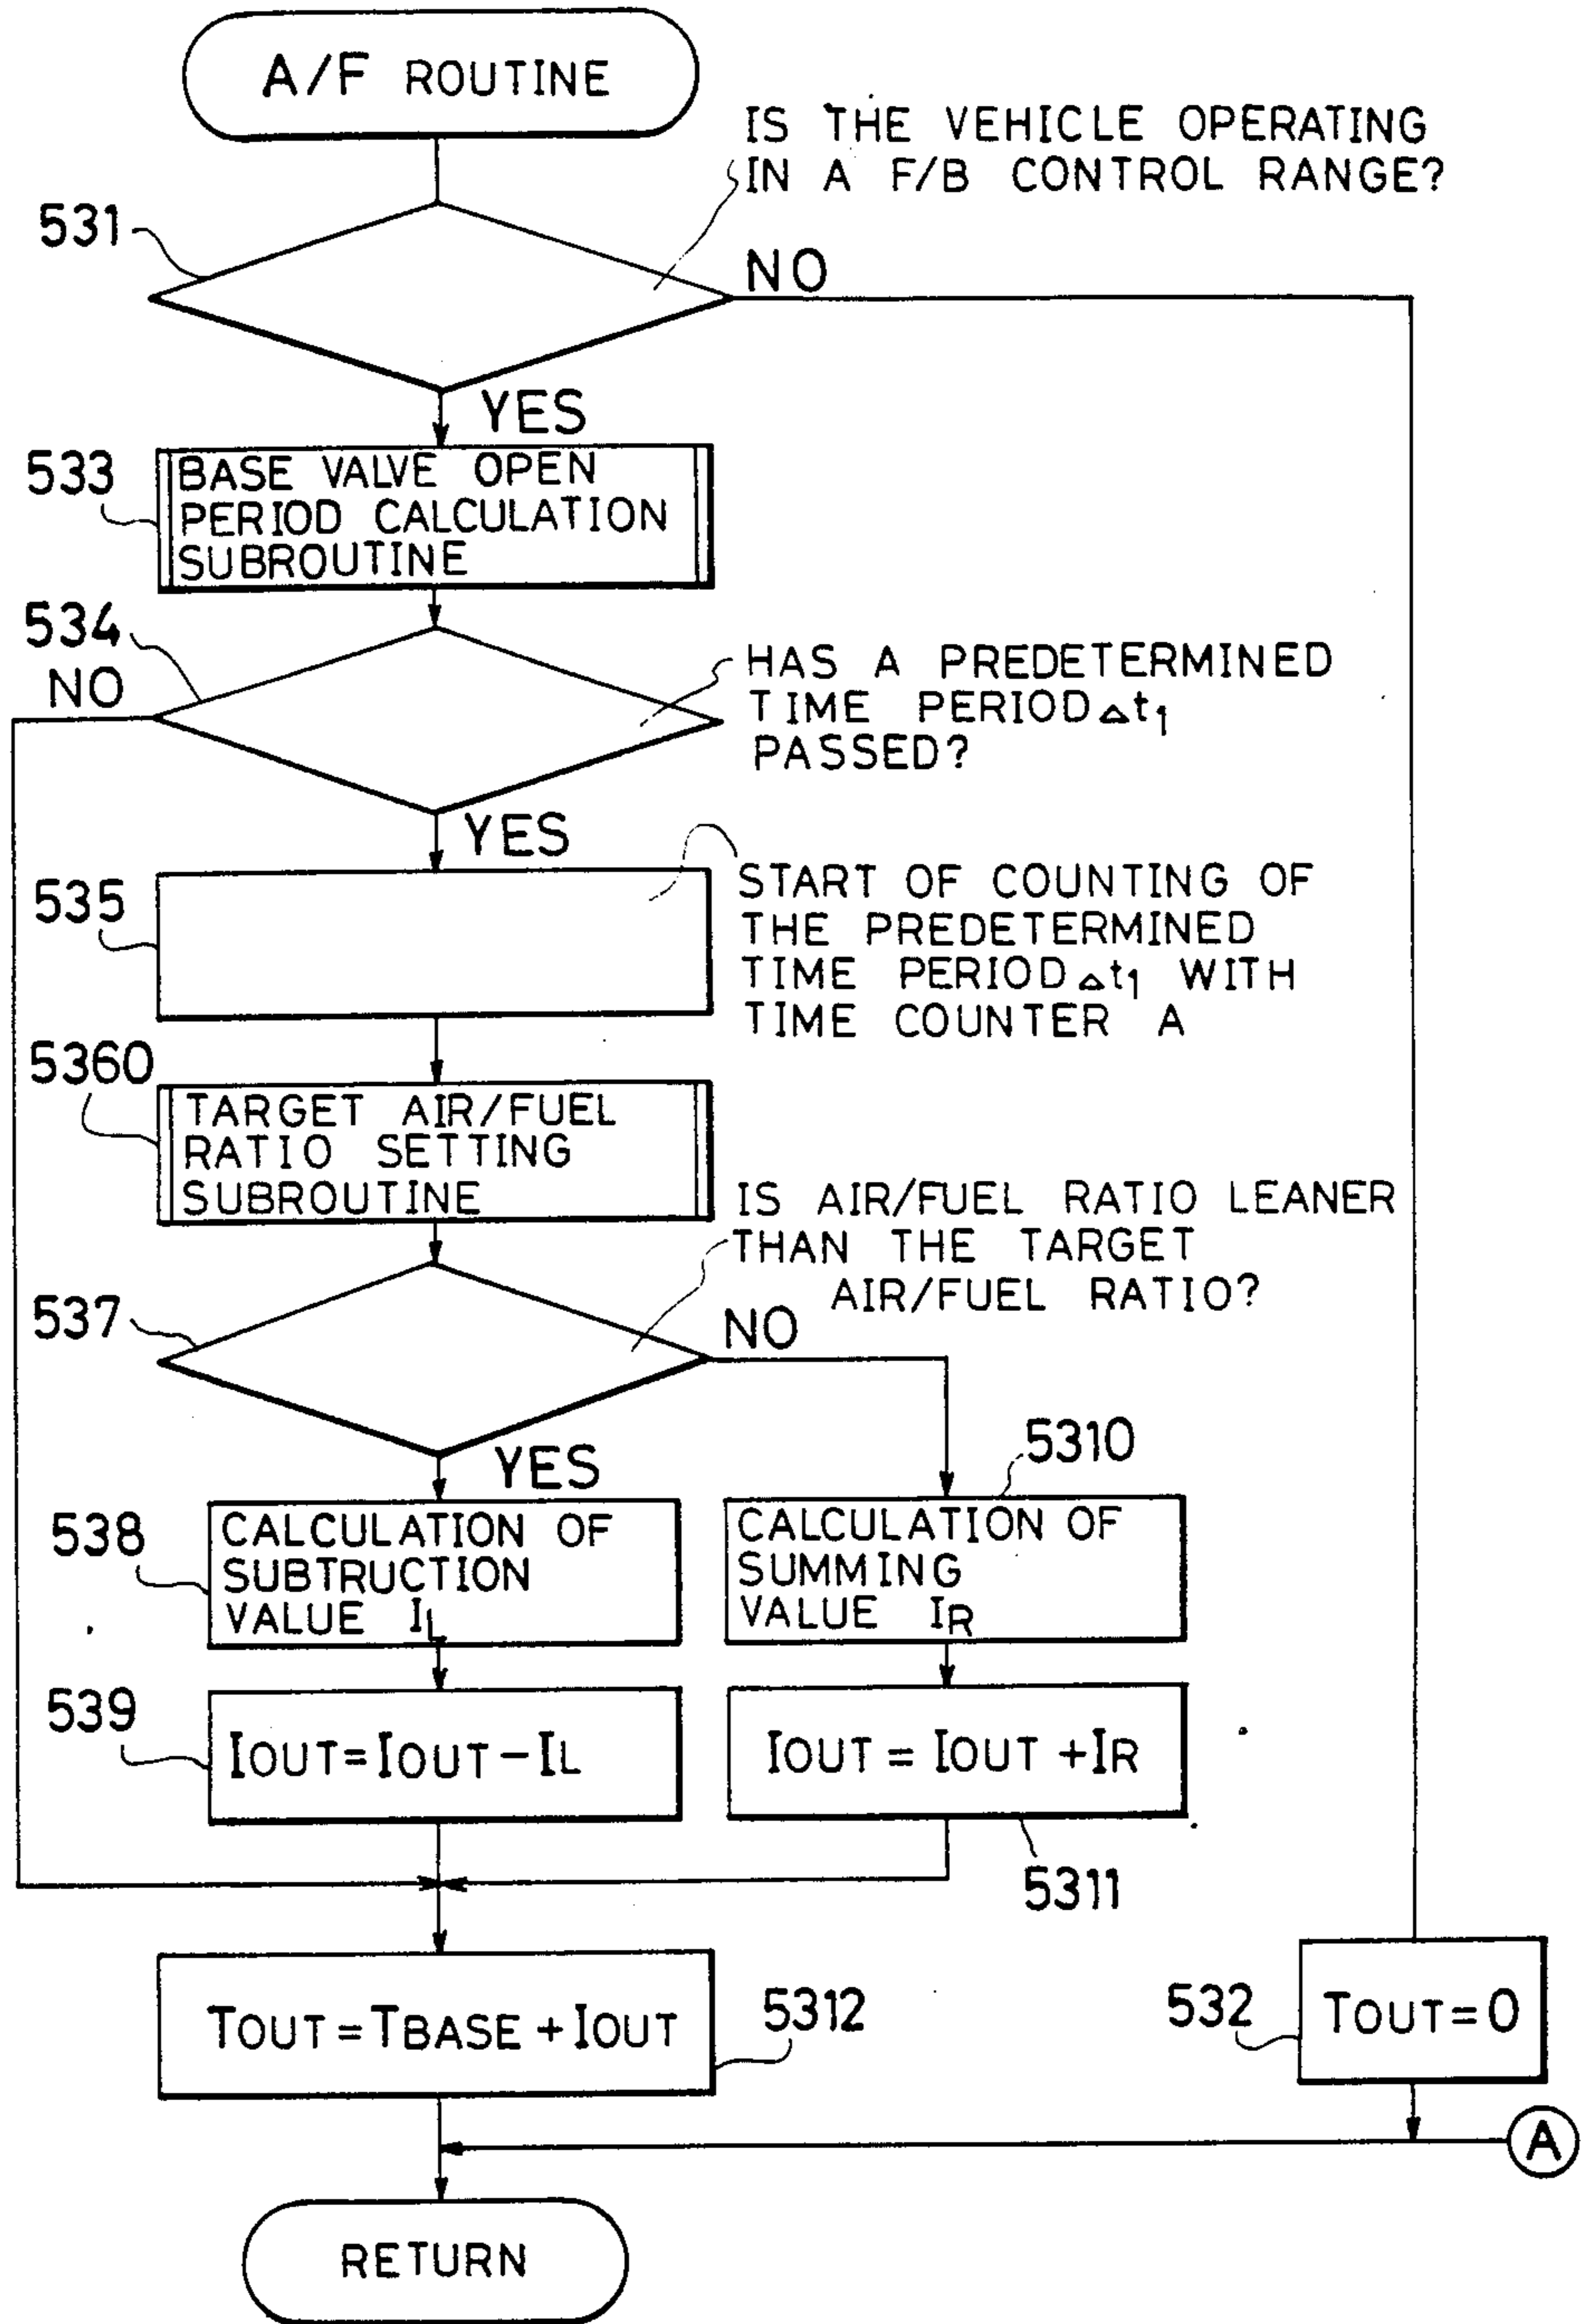 A/F ROUTINE
IS THE VEHICLE OPERATING
IN A F/B CONTROL RANGE?
531
NO
YES
533
BASE VALVE OPEN
PERIOD CALCULATION
SUBROUTINE
534
NO
HAS A PREDETERMINED
TIME PERIOD △t1
PASSED?
YES
535
START OF COUNTING OF
THE PREDETERMINED
TIME PERIOD △t1 WITH
TIME COUNTER A
5360
TARGET AIR/FUEL
RATIO SETTING
SUBROUTINE
IS AIR/FUEL RATIO LEANER
THAN THE TARGET
AIR/FUEL RATIO?
537
NO
YES
5310
538
CALCULATION OF
SUBTRUCTION
VALUE IL
CALCULATION OF
SUMMING
VALUE IR
539
IOUT=IOUT-IL
IOUT = IOUT +IR
5311
TOUT=TBASE+IOUT
5312
532
TOUT=0
A
RETURN